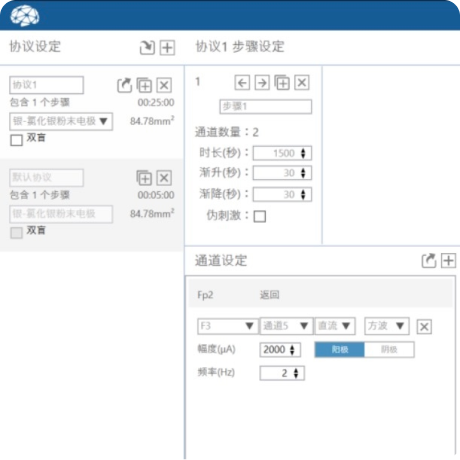 协议设定
协议1
包含 1 个步骤 00:25:00
银-氯化银粉末电极 84.78mm²
双盲
默认协议
包含 1 个步骤 00:05:00
银-氯化银粉末电极 84.78mm²
双盲
协议1 步骤设定
1
步骤1
通道数量：2
时长(秒)： 1500
渐升(秒)： 30
渐降(秒)： 30
伪刺激：
通道设定
Fp2 返回
F3 通道5 直流 方波
幅度(μA) 2000 阳极 阴极
频率(Hz) 2